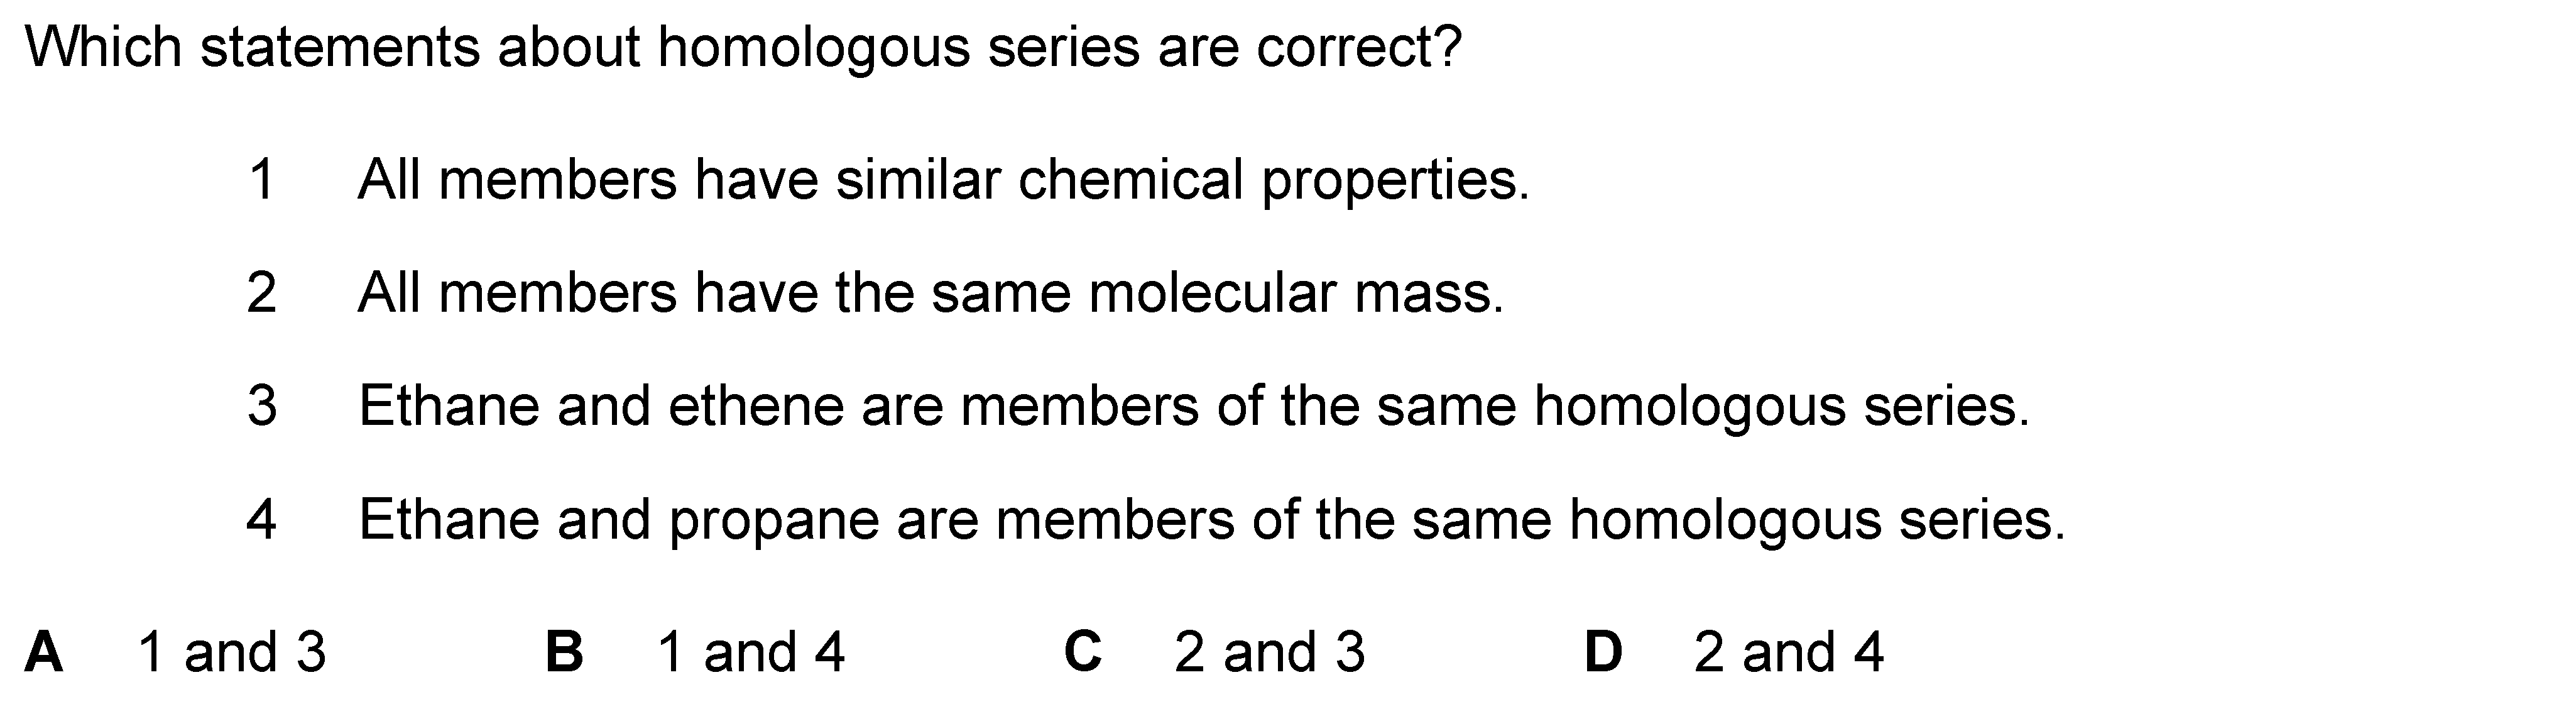 Which statements about homologous series are correct?
1 All members have similar chemical properties.
2 All members have the same molecular mass.
3 Ethane and ethene are members of the same homologous series.
4 Ethane and propane are members of the same homologous series.
A 1 and 3 B 1 and 4 C 2 and 3 D 2 and 4